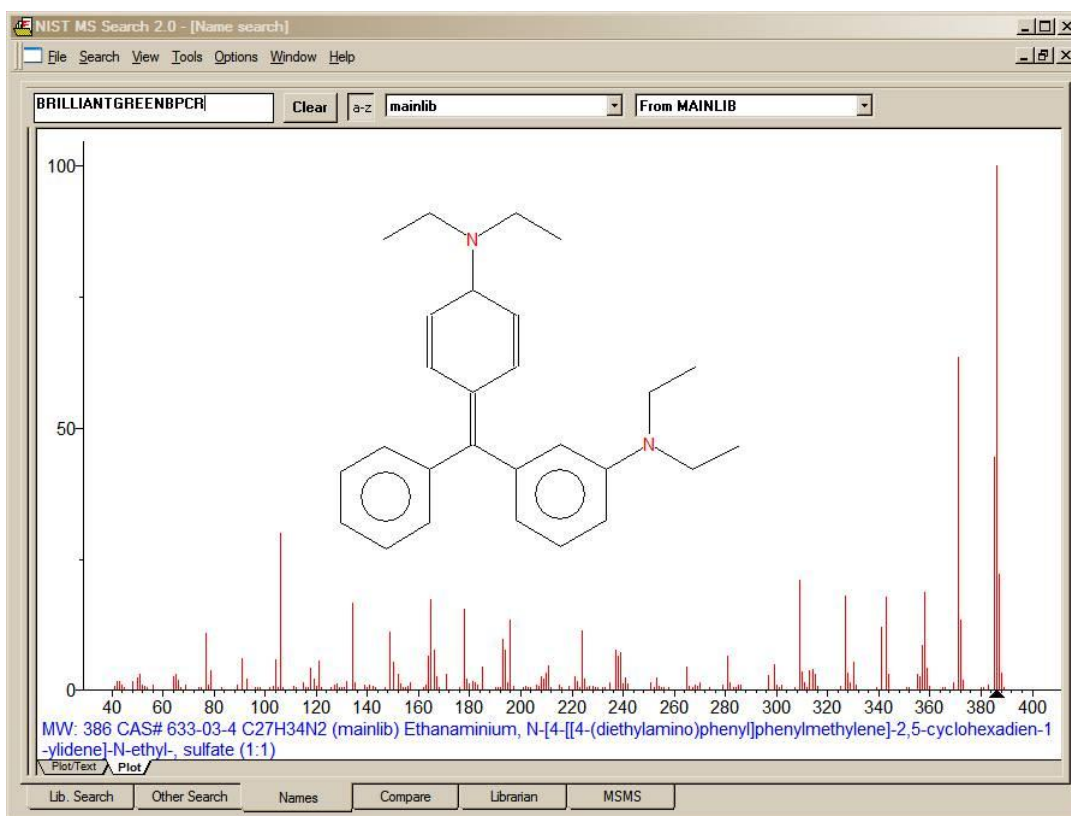 NIST MS Search 2.0 - [Name search]
File Search View Tools Options Window Help
BRILLIANTGREENBPCR Clear a-z mainlib From MAINLIB
100
50
0
N
N
40 60 80 100 120 140 160 180 200 220 240 260 280 300 320 340 360 380 400
MW: 386 CAS# 633-03-4 C27H34N2 (mainlib) Ethanaminium, N-[4-[[4-(diethylamino)phenyl]phenylmethylene]-2,5-cyclohexadien-1
-ylidene]-N-ethyl-, sulfate (1:1)
Plot/Text Plot
Lib. Search Other Search Names Compare Librarian MSMS